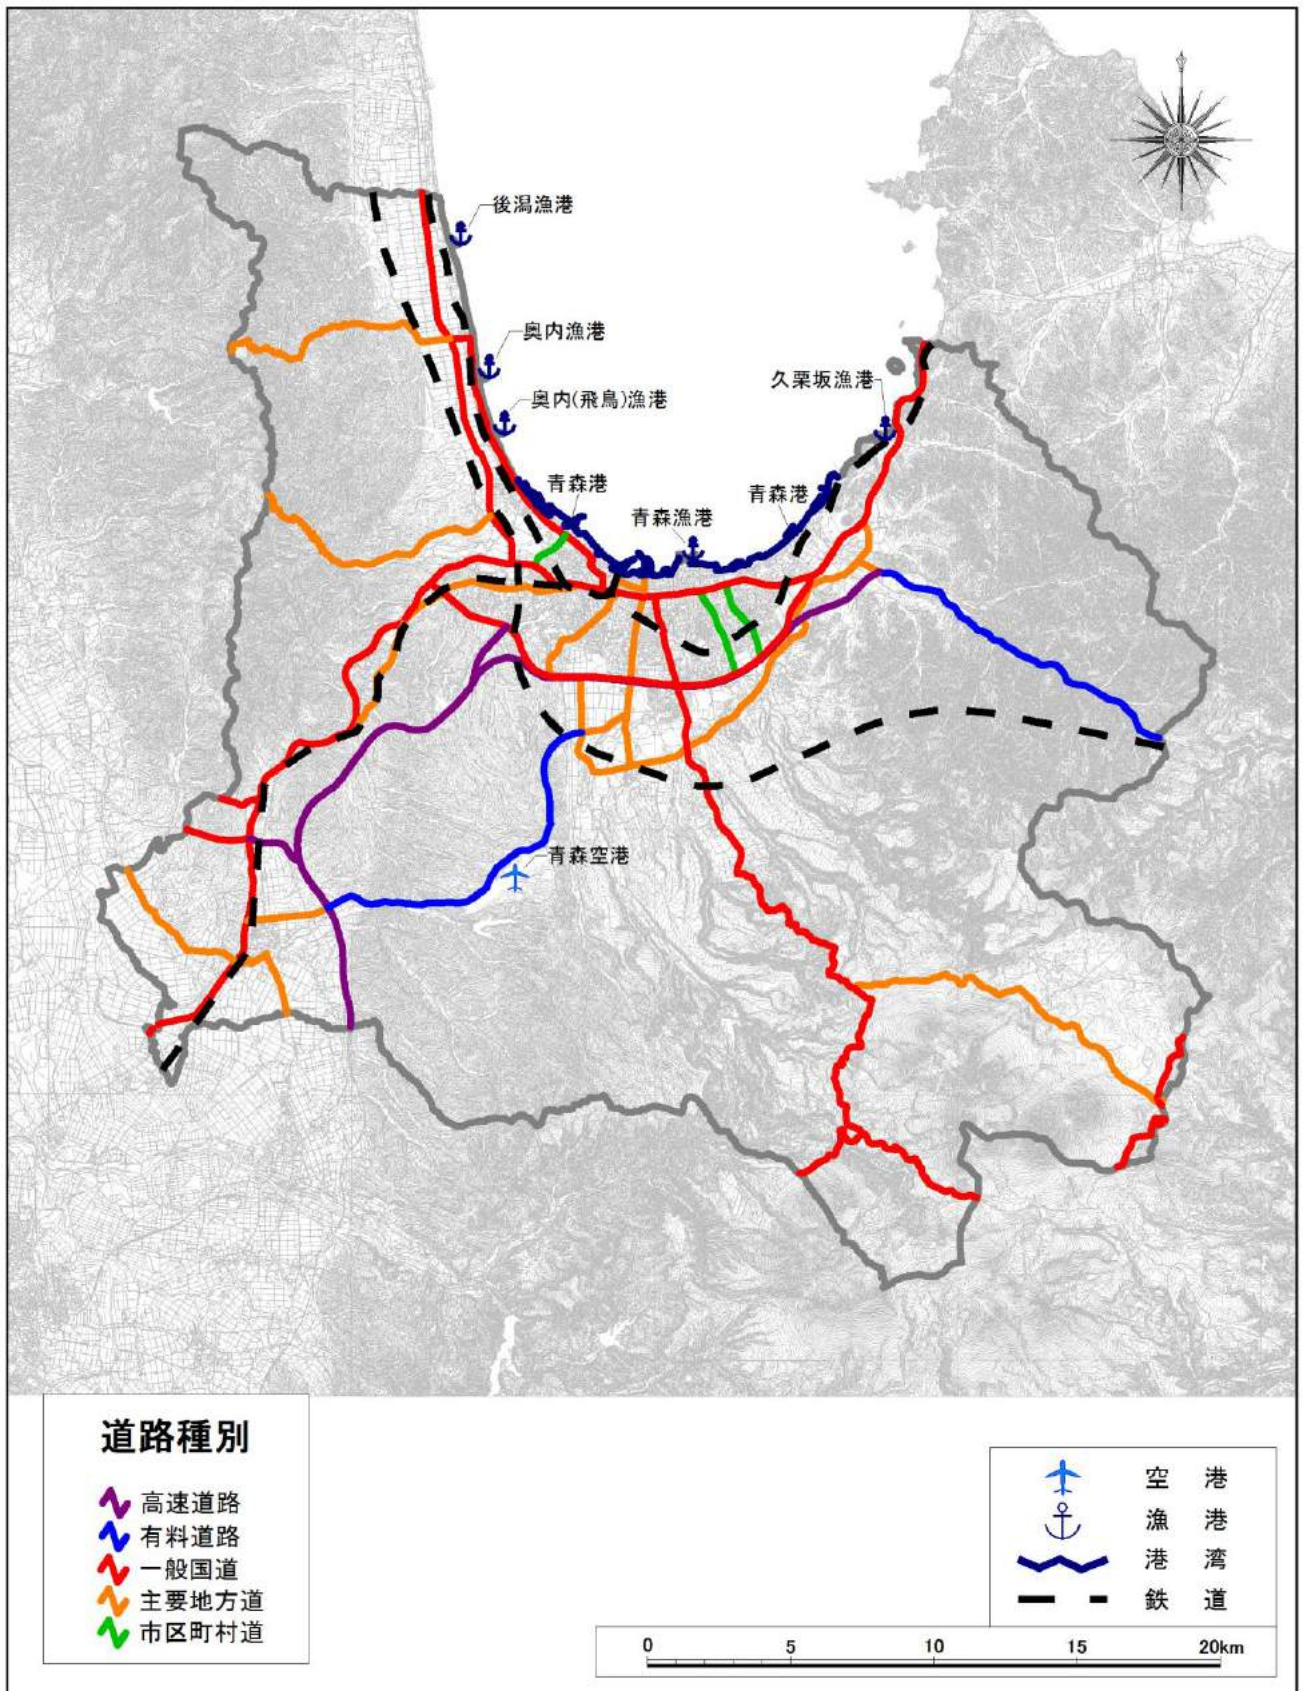 後潟漁港
奥内漁港
久栗坂漁港
奥内(飛鳥)漁港
青森港
青森港
青森漁港
青森空港
道路種別
高速道路
有料道路
一般国道
主要地方道
市区町村道
空 港
漁 港
港 湾
鉄 道
0 5 10 15 20km